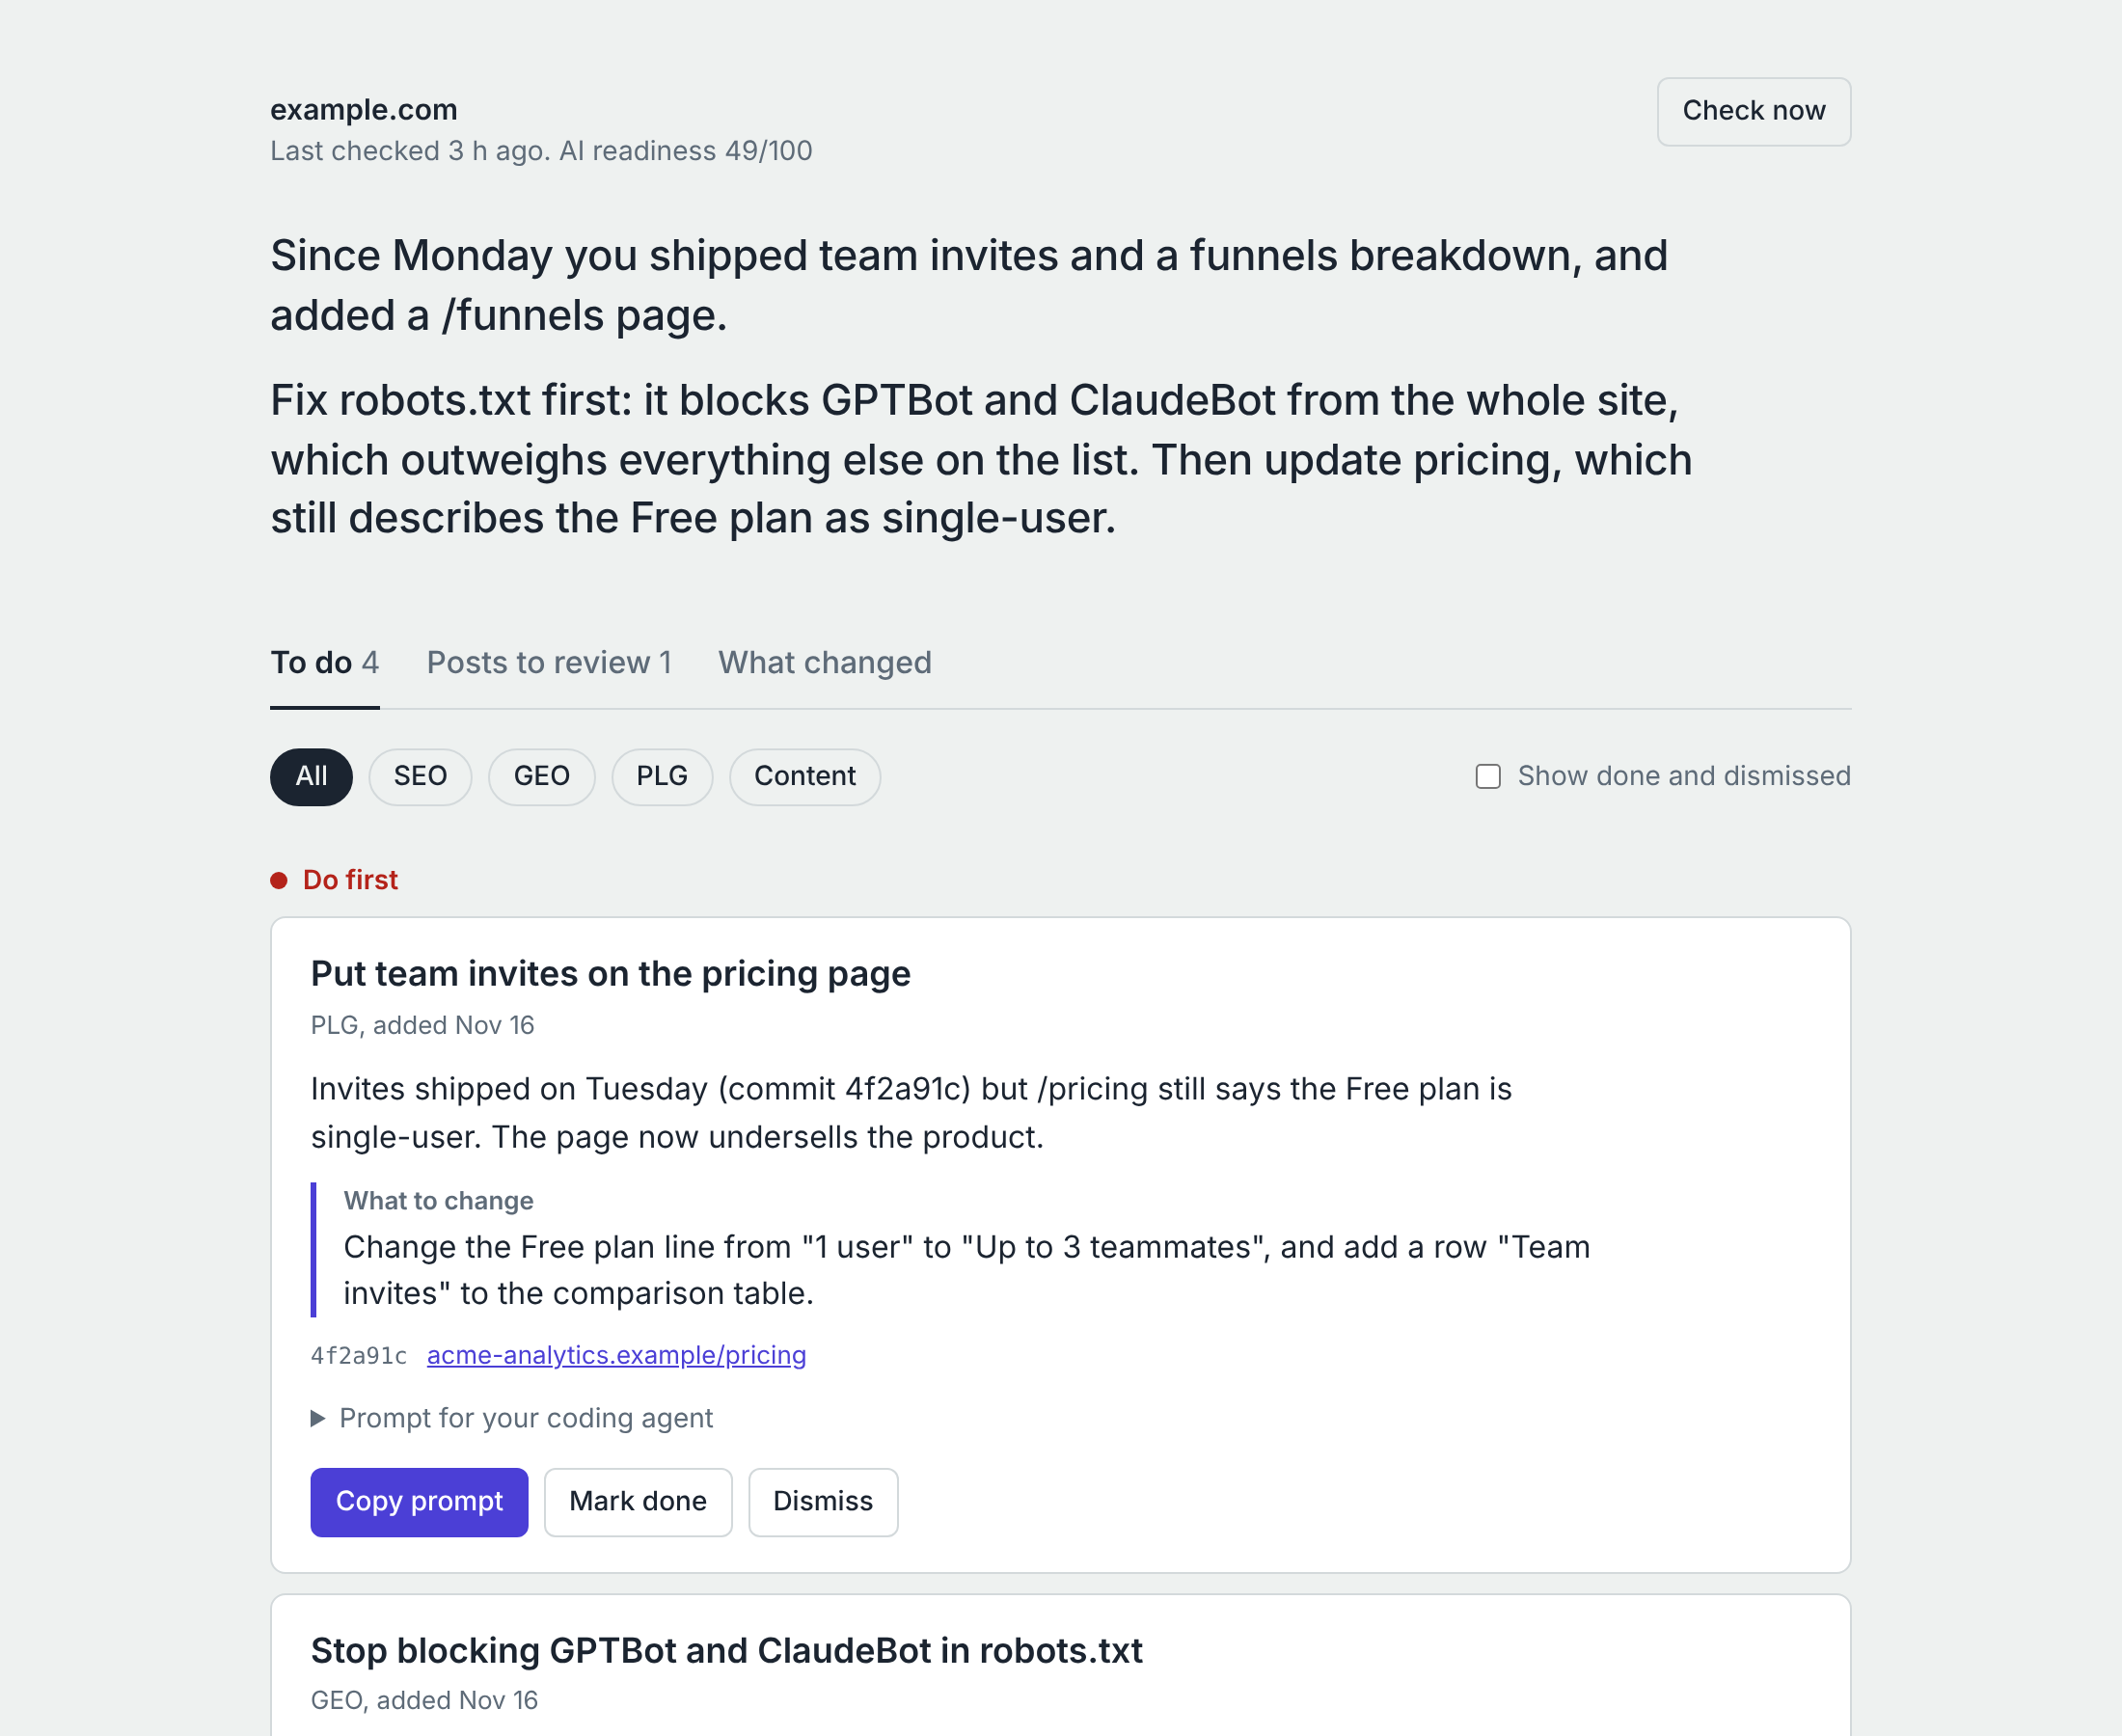 example.com
Check now
Last checked 3 h ago. AI readiness 49/100
Since Monday you shipped team invites and a funnels breakdown, and
added a /funnels page.
Fix robots.txt first: it blocks GPTBot and ClaudeBot from the whole site,
which outweighs everything else on the list. Then update pricing, which
still describes the Free plan as single-user.
To do 4 Posts to review 1 What changed
All SEO GEO PLG Content Show done and dismissed
Do first
Put team invites on the pricing page
PLG, added Nov 16
Invites shipped on Tuesday (commit 4f2a91c) but /pricing still says the Free plan is
single-user. The page now undersells the product.
What to change
Change the Free plan line from "1 user" to "Up to 3 teammates", and add a row "Team
invites" to the comparison table.
4f2a91c acme-analytics.example/pricing
Prompt for your coding agent
Copy prompt Mark done Dismiss
Stop blocking GPTBot and ClaudeBot in robots.txt
GEO, added Nov 16